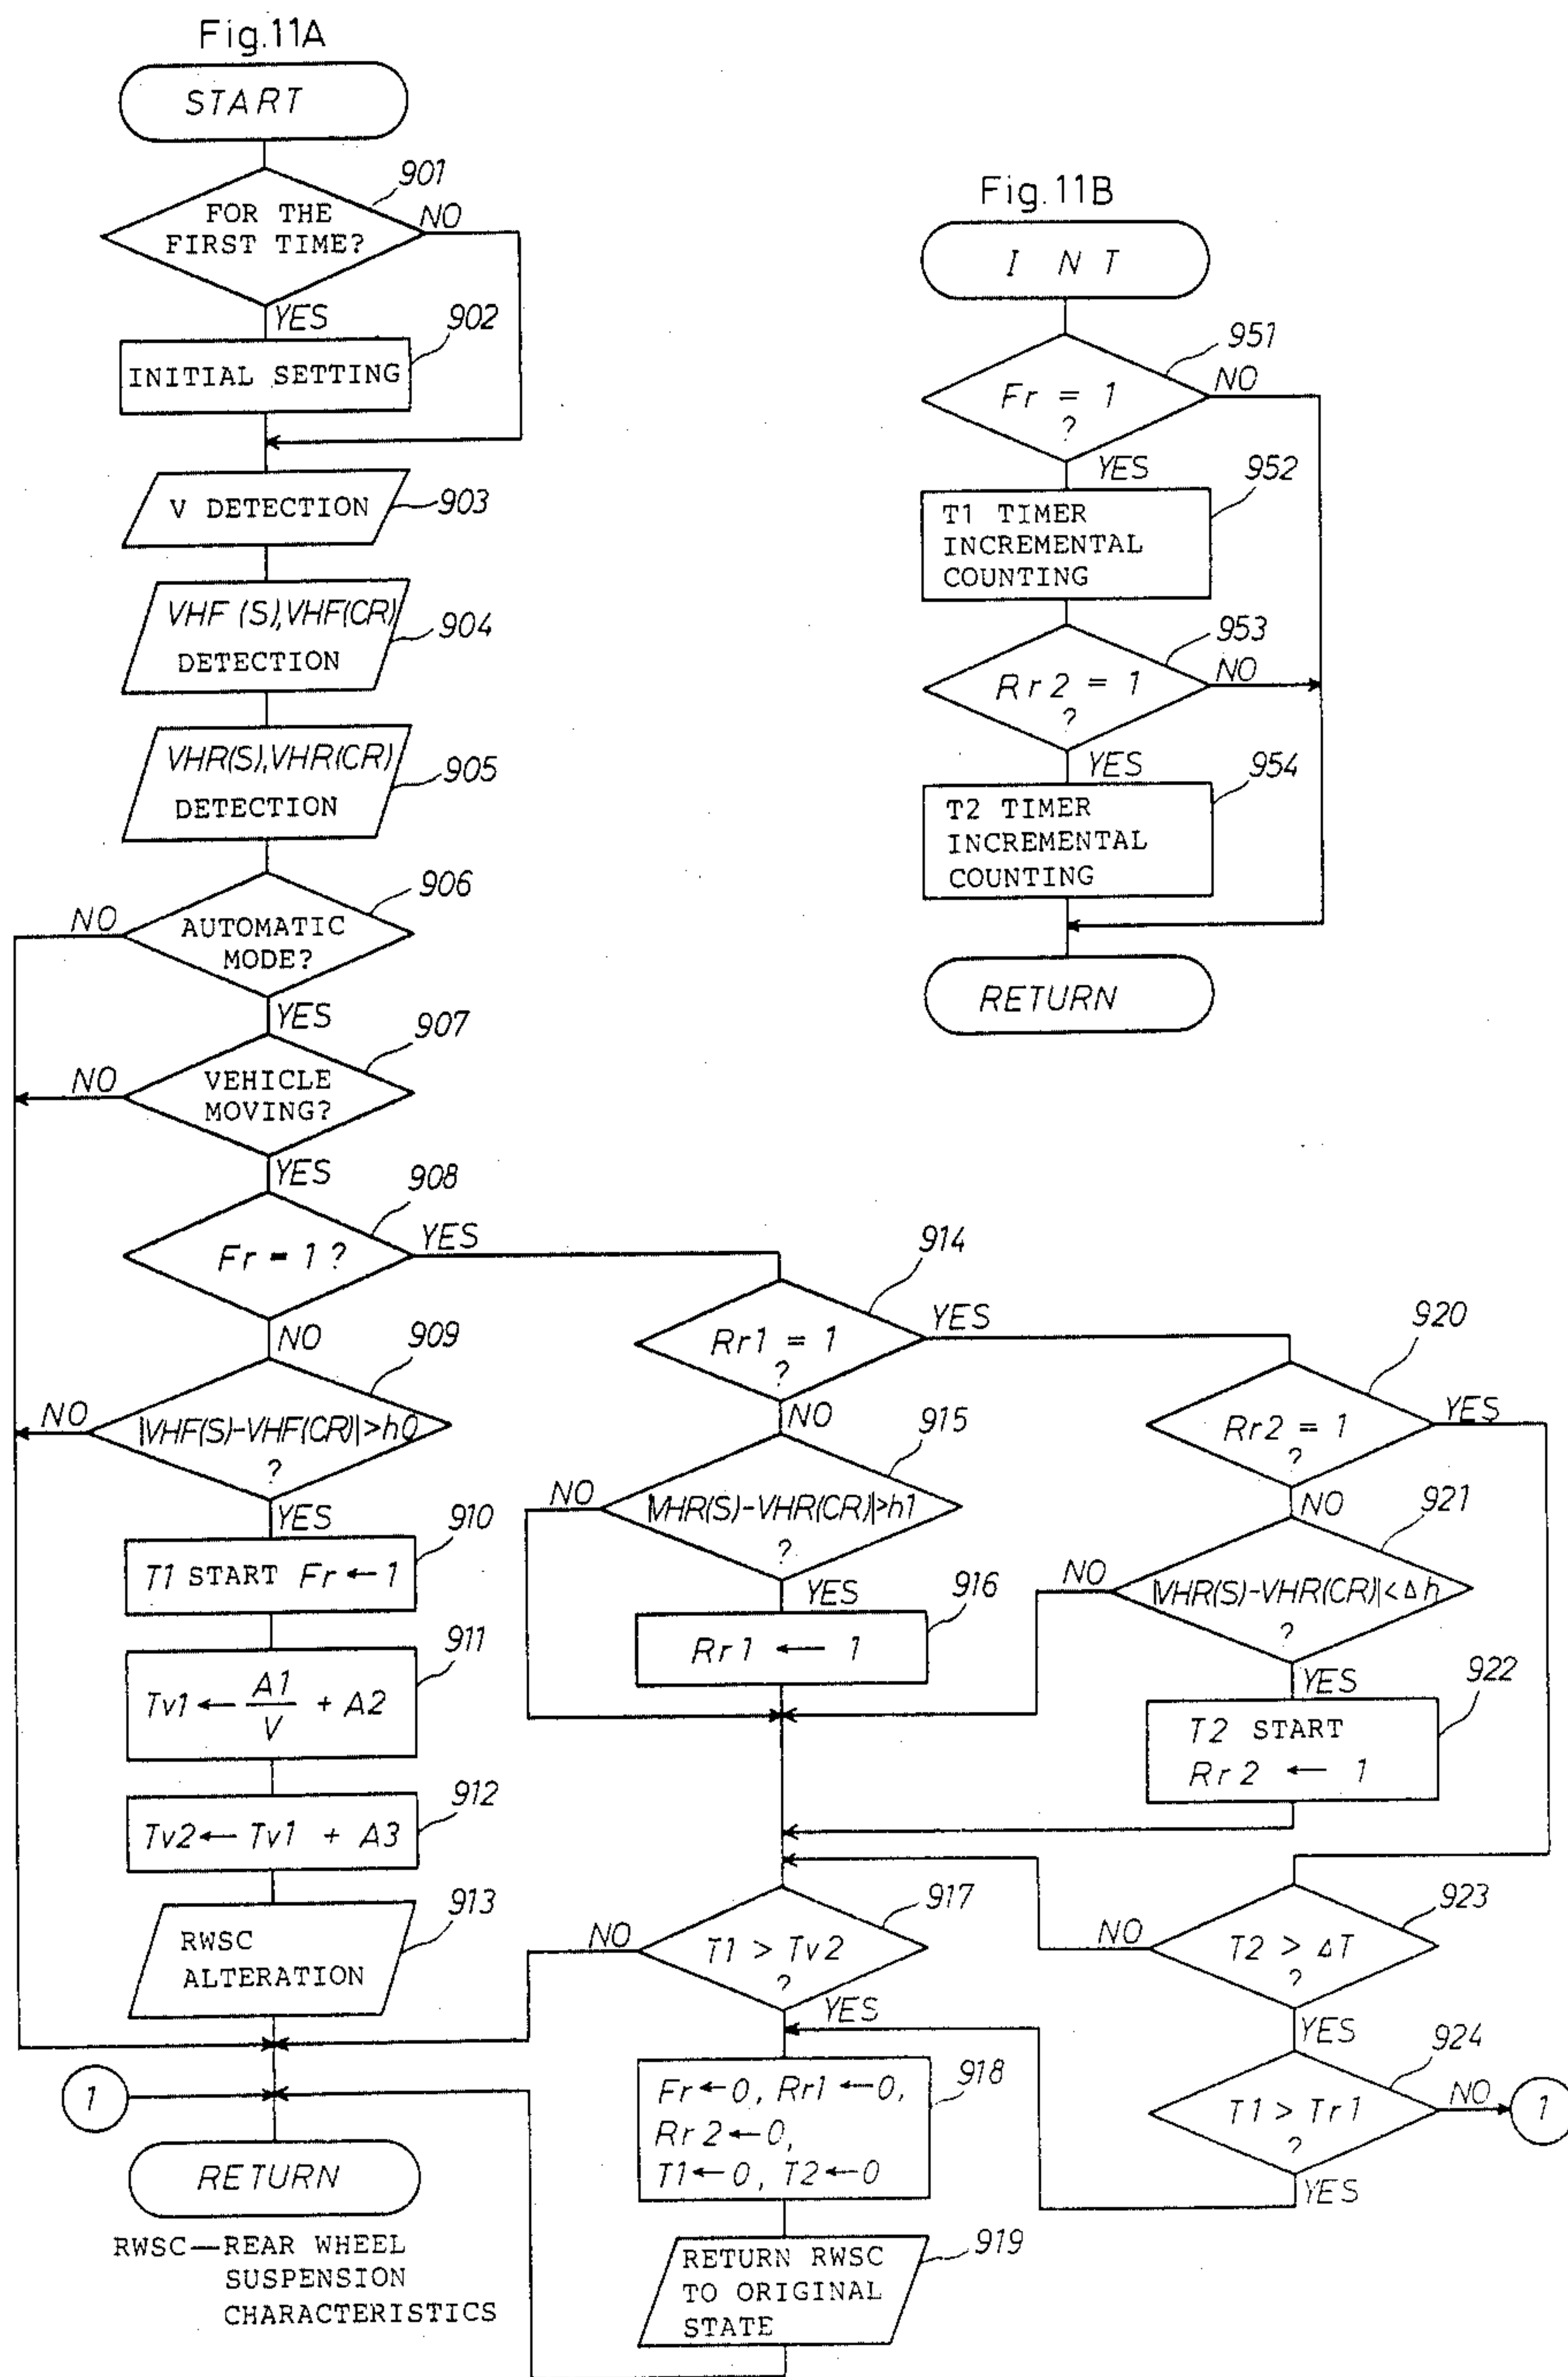 Fig.11A
START
901
FOR THE
FIRST TIME?
NO
YES
902
INITIAL SETTING
V DETECTION
903
VHF (S),VHF(CR)
DETECTION
904
VHR(S),VHR(CR)
DETECTION
905
906
NO
AUTOMATIC
MODE?
YES
907
NO
VEHICLE
MOVING?
YES
908
Fr = 1 ?
YES
NO
909
NO
|VHF(S)-VHF(CR)|>h0
?
YES
910
T1 START Fr ← 1
911
Tv1 ← A1/V + A2
912
Tv2 ← Tv1 + A3
913
RWSC
ALTERATION
1
RETURN
RWSC—REAR WHEEL
SUSPENSION
CHARACTERISTICS
914
Rr1 = 1
?
YES
NO
915
NO
|VHR(S)-VHR(CR)|>h1
?
YES
916
Rr1 ← 1
917
NO
T1 > Tv2
?
YES
918
Fr←0, Rr1←0,
Rr2←0,
T1←0, T2←0
919
RETURN RWSC
TO ORIGINAL
STATE
920
Rr2 = 1
?
YES
NO
921
NO
|VHR(S)-VHR(CR)|<Δh
?
YES
922
T2 START
Rr2 ← 1
923
NO
T2 > ΔT
?
YES
924
T1 > Tr1
?
NO
1
YES
Fig.11B
I N T
951
Fr = 1
?
NO
YES
952
T1 TIMER
INCREMENTAL
COUNTING
953
Rr2 = 1
?
NO
YES
954
T2 TIMER
INCREMENTAL
COUNTING
RETURN